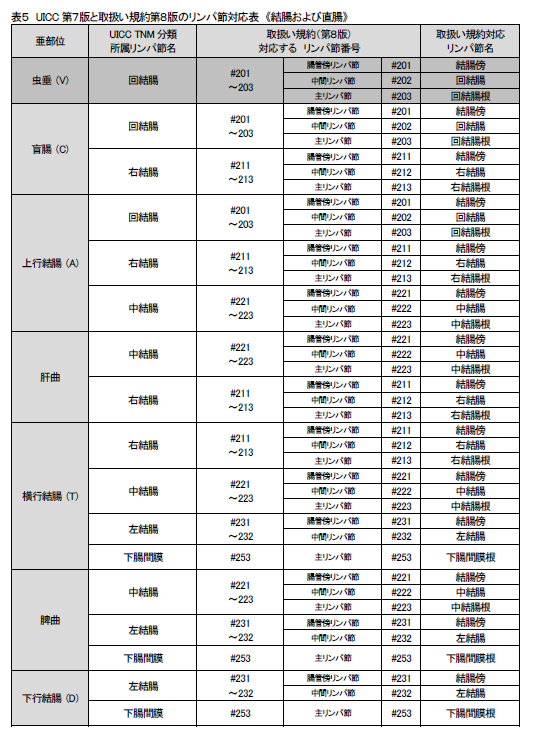 表5 UICC 第7版と取扱い規約第8版のリンパ節対応表 《結腸および直腸》
亜部位 UICC TNM 分類 所属リンパ節名 取扱い規約(第8版) 対応する リンパ節番号 取扱い規約対応 リンパ節名
虫垂 (V) 回結腸 #201 ～203 腸管傍リンパ節 #201 結腸傍
中間リンパ節 #202 回結腸
主リンパ節 #203 回結腸根
盲腸 (C) 回結腸 #201 ～203 腸管傍リンパ節 #201 結腸傍
中間リンパ節 #202 回結腸
主リンパ節 #203 回結腸根
右結腸 #211 ～213 腸管傍リンパ節 #211 結腸傍
中間リンパ節 #212 右結腸
主リンパ節 #213 右結腸根
上行結腸 (A) 回結腸 #201 ～203 腸管傍リンパ節 #201 結腸傍
中間リンパ節 #202 回結腸
主リンパ節 #203 回結腸根
右結腸 #211 ～213 腸管傍リンパ節 #211 結腸傍
中間リンパ節 #212 右結腸
主リンパ節 #213 右結腸根
中結腸 #221 ～223 腸管傍リンパ節 #221 結腸傍
中間リンパ節 #222 中結腸
主リンパ節 #223 中結腸根
肝曲 中結腸 #221 ～223 腸管傍リンパ節 #221 結腸傍
中間リンパ節 #222 中結腸
主リンパ節 #223 中結腸根
右結腸 #211 ～213 腸管傍リンパ節 #211 結腸傍
中間リンパ節 #212 右結腸
主リンパ節 #213 右結腸根
横行結腸 (T) 右結腸 #211 ～213 腸管傍リンパ節 #211 結腸傍
中間リンパ節 #212 右結腸
主リンパ節 #213 右結腸根
中結腸 #221 ～223 腸管傍リンパ節 #221 結腸傍
中間リンパ節 #222 中結腸
主リンパ節 #223 中結腸根
左結腸 #231 ～232 腸管傍リンパ節 #231 結腸傍
中間リンパ節 #232 左結腸
下腸間膜 #253 主リンパ節 #253 下腸間膜根
脾曲 中結腸 #221 ～223 腸管傍リンパ節 #221 結腸傍
中間リンパ節 #222 中結腸
主リンパ節 #223 中結腸根
左結腸 #231 ～232 腸管傍リンパ節 #231 結腸傍
中間リンパ節 #232 左結腸
下腸間膜 #253 主リンパ節 #253 下腸間膜根
下行結腸 (D) 左結腸 #231 ～232 腸管傍リンパ節 #231 結腸傍
中間リンパ節 #232 左結腸
下腸間膜 #253 主リンパ節 #253 下腸間膜根